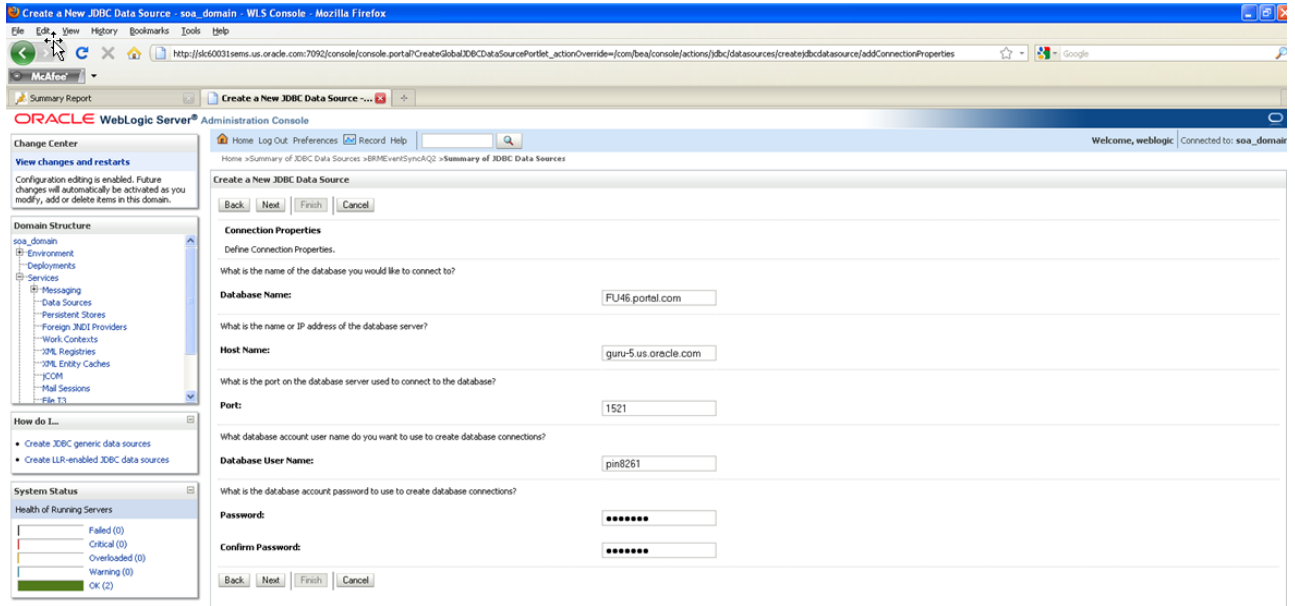 Create a New JDBC Data Source - soa_domain - WLS Console - Mozilla Firefox
File Edit View History Bookmarks Tools Help
http://slc60031sems.us.oracle.com:7092/console/console.portal?CreateGlobalJDBCDataSourcePortlet_actionOverride=/com/bea/console/actions/jdbc/datasources/createjdbcdatasource/addConnectionProperties
Google
McAfee
Summary Report
Create a New JDBC Data Source -...
ORACLE WebLogic Server® Administration Console
Change Center
View changes and restarts
Configuration editing is enabled. Future
changes will automatically be activated as you
modify, add or delete items in this domain.
Domain Structure
soa_domain
Environment
Deployments
Services
Messaging
Data Sources
Persistent Stores
Foreign JNDI Providers
Work Contexts
XML Registries
XML Entity Caches
jCOM
Mail Sessions
File T3
How do I...
Create JDBC generic data sources
Create LLR-enabled JDBC data sources
System Status
Health of Running Servers
Failed (0)
Critical (0)
Overloaded (0)
Warning (0)
OK (2)
Home Log Out Preferences Record Help
Welcome, weblogic Connected to: soa_domain
Home >Summary of JDBC Data Sources >BRMEventSyncAQ2 >Summary of JDBC Data Sources
Create a New JDBC Data Source
Back Next Finish Cancel
Connection Properties
Define Connection Properties.
What is the name of the database you would like to connect to?
Database Name: FU46.portal.com
What is the name or IP address of the database server?
Host Name: guru-5.us.oracle.com
What is the port on the database server used to connect to the database?
Port: 1521
What database account user name do you want to use to create database connections?
Database User Name: pin8261
What is the database account password to use to create database connections?
Password: •••••••
Confirm Password: •••••••
Back Next Finish Cancel